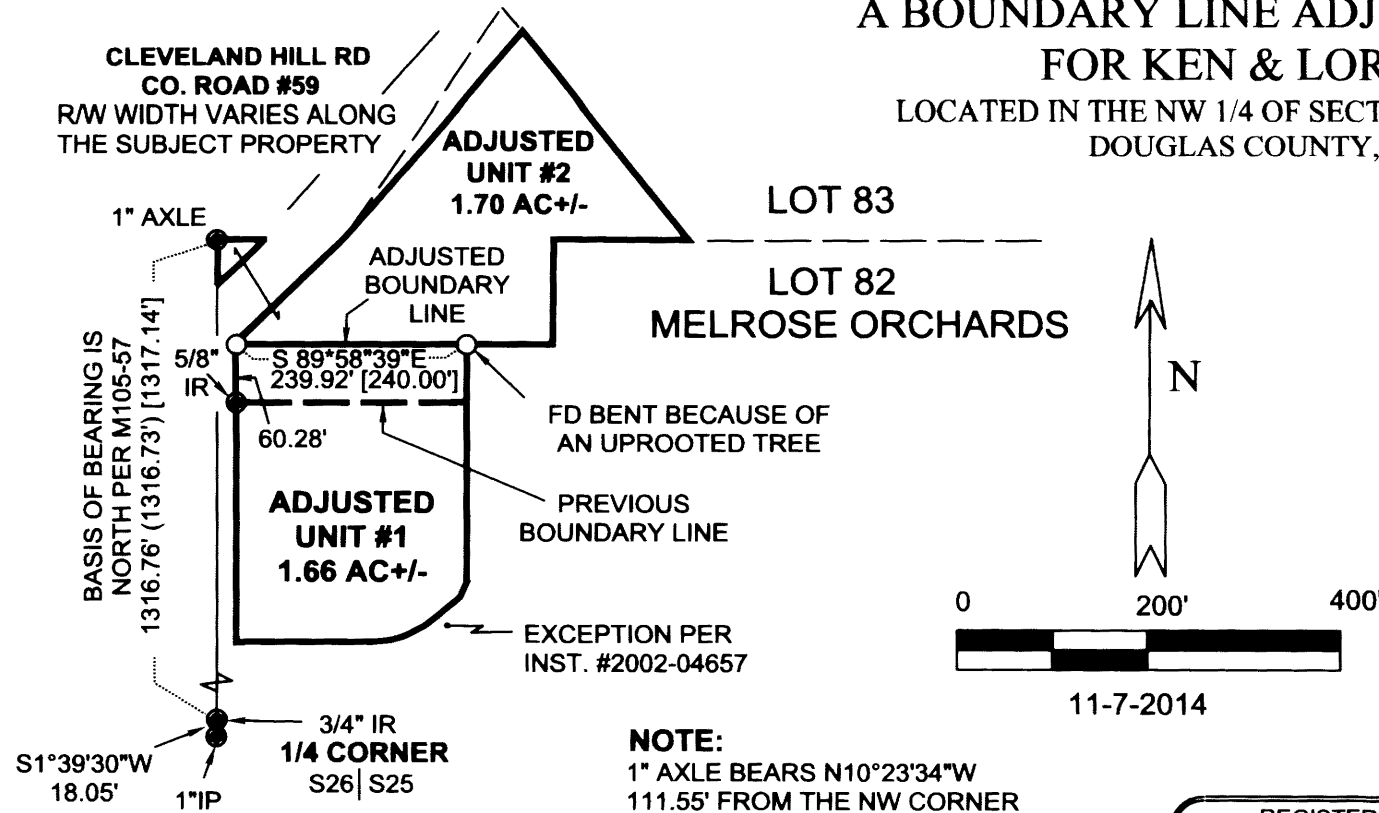 A BOUNDARY LINE ADJ
FOR KEN & LOR
LOCATED IN THE NW 1/4 OF SECT
DOUGLAS COUNTY,
CLEVELAND HILL RD
CO. ROAD #59
R/W WIDTH VARIES ALONG
THE SUBJECT PROPERTY
ADJUSTED
UNIT #2
1.70 AC+/-
LOT 83
1" AXLE
ADJUSTED
BOUNDARY
LINE
LOT 82
MELROSE ORCHARDS
BASIS OF BEARING IS
NORTH PER M105-57
1316.76' (1316.73') [1317.14']
5/8"
IR
S 89*58"39"E
239.92' [240.00']
60.28'
FD BENT BECAUSE OF
AN UPROOTED TREE
N
ADJUSTED
UNIT #1
1.66 AC+/-
PREVIOUS
BOUNDARY LINE
0 200' 400'
EXCEPTION PER
INST. #2002-04657
11-7-2014
3/4" IR
1/4 CORNER
S26 | S25
S1°39'30"W
18.05'
1"IP
NOTE:
1" AXLE BEARS N10°23'34"W
111.55' FROM THE NW CORNER
REGISTERED